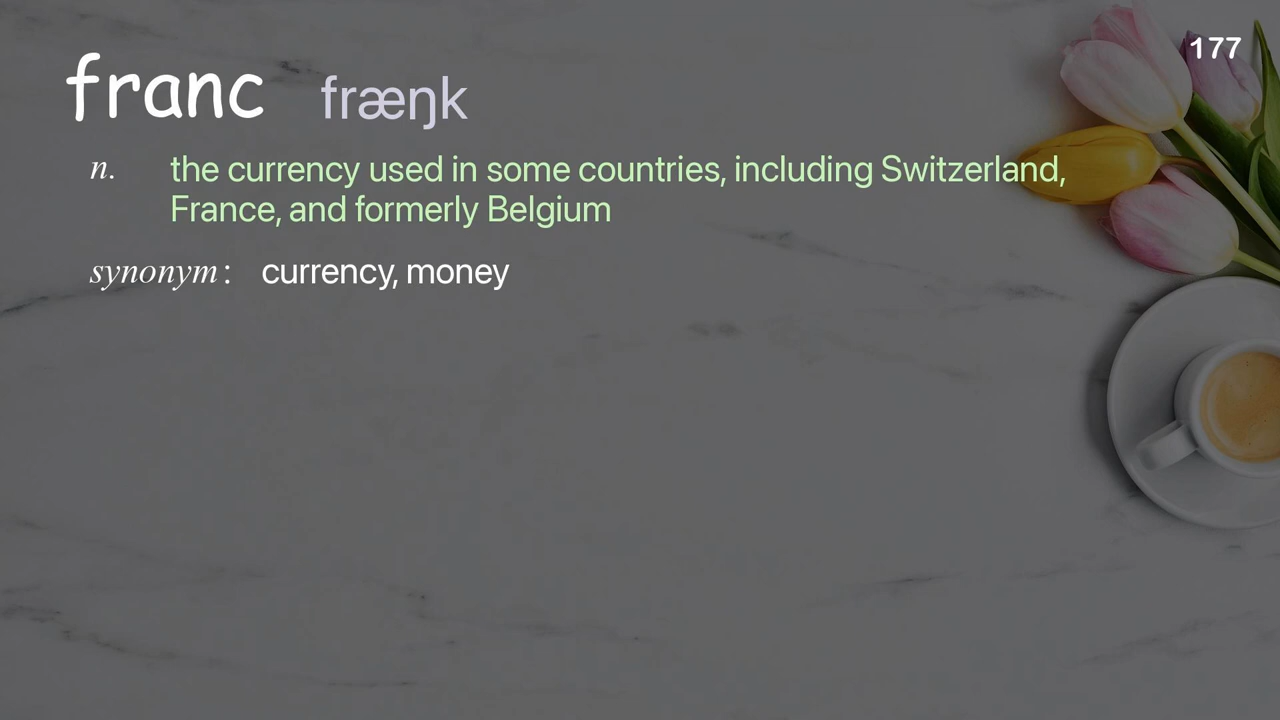 177
franc fræŋk
n. the currency used in some countries, including Switzerland,
France, and formerly Belgium
synonym: currency, money